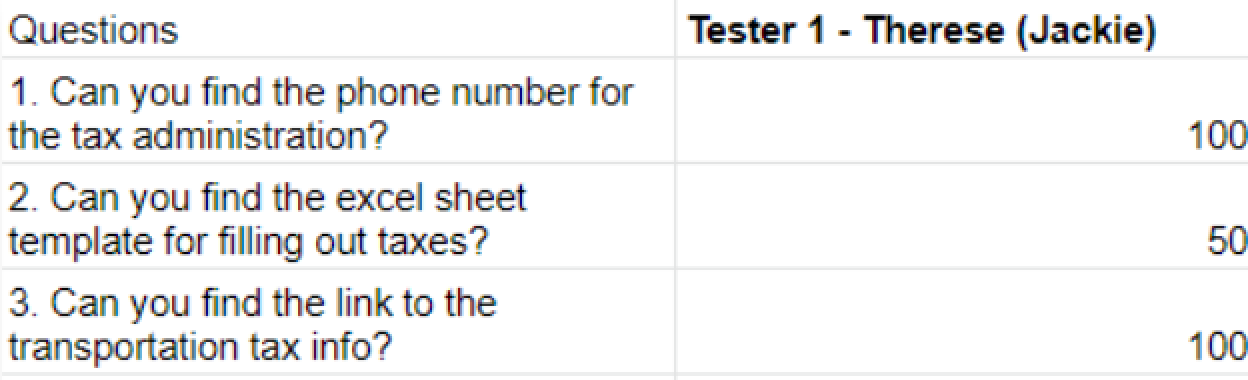 Questions
Tester 1 - Therese (Jackie)
1. Can you find the phone number for
the tax administration?
100
2. Can you find the excel sheet
template for filling out taxes?
50
3. Can you find the link to the
transportation tax info?
100